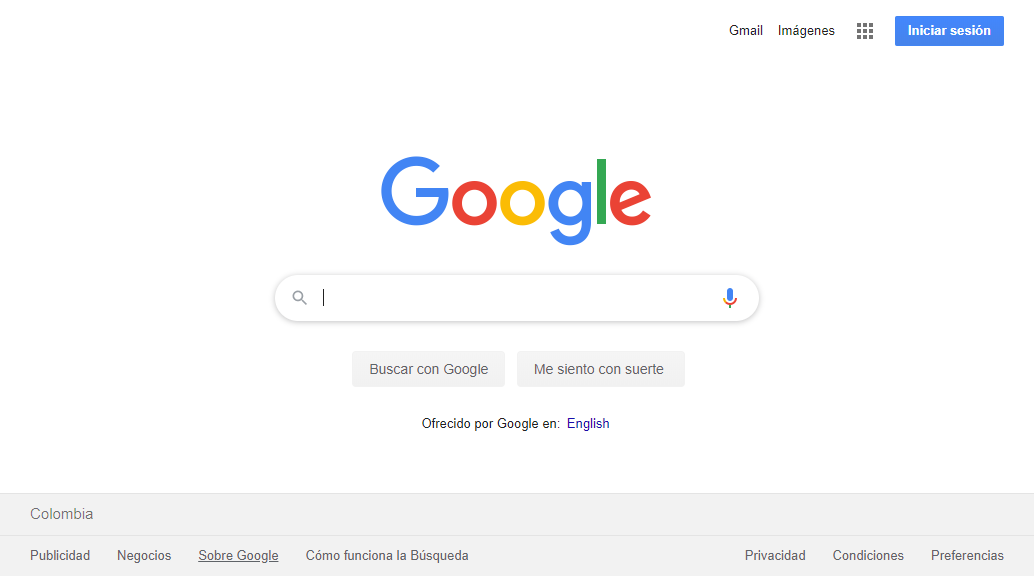 Gmail Imágenes Iniciar sesión
Google
Buscar con Google Me siento con suerte
Ofrecido por Google en: English
Colombia
Publicidad Negocios Sobre Google Cómo funciona la Búsqueda Privacidad Condiciones Preferencias